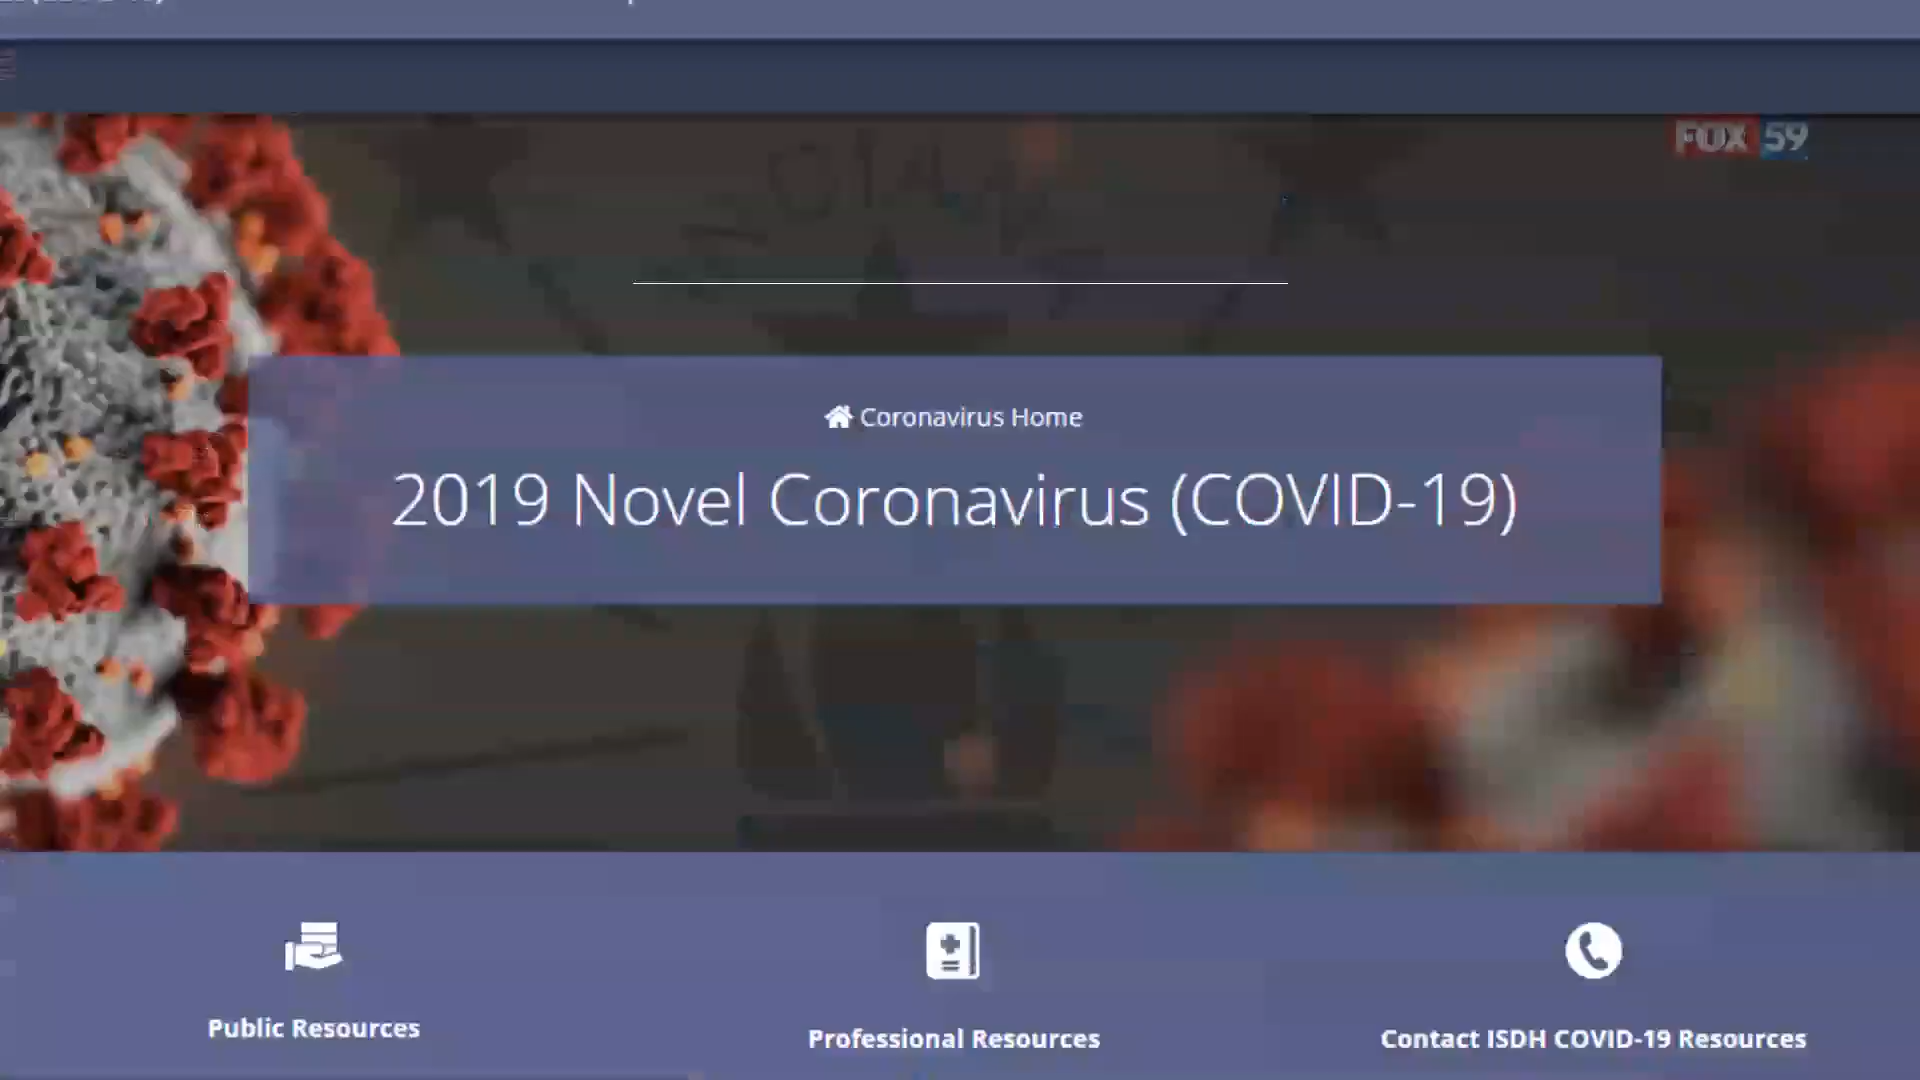 FOX 59
Coronavirus Home
2019 Novel Coronavirus (COVID-19)
Public Resources
Professional Resources
Contact ISDH COVID-19 Resources